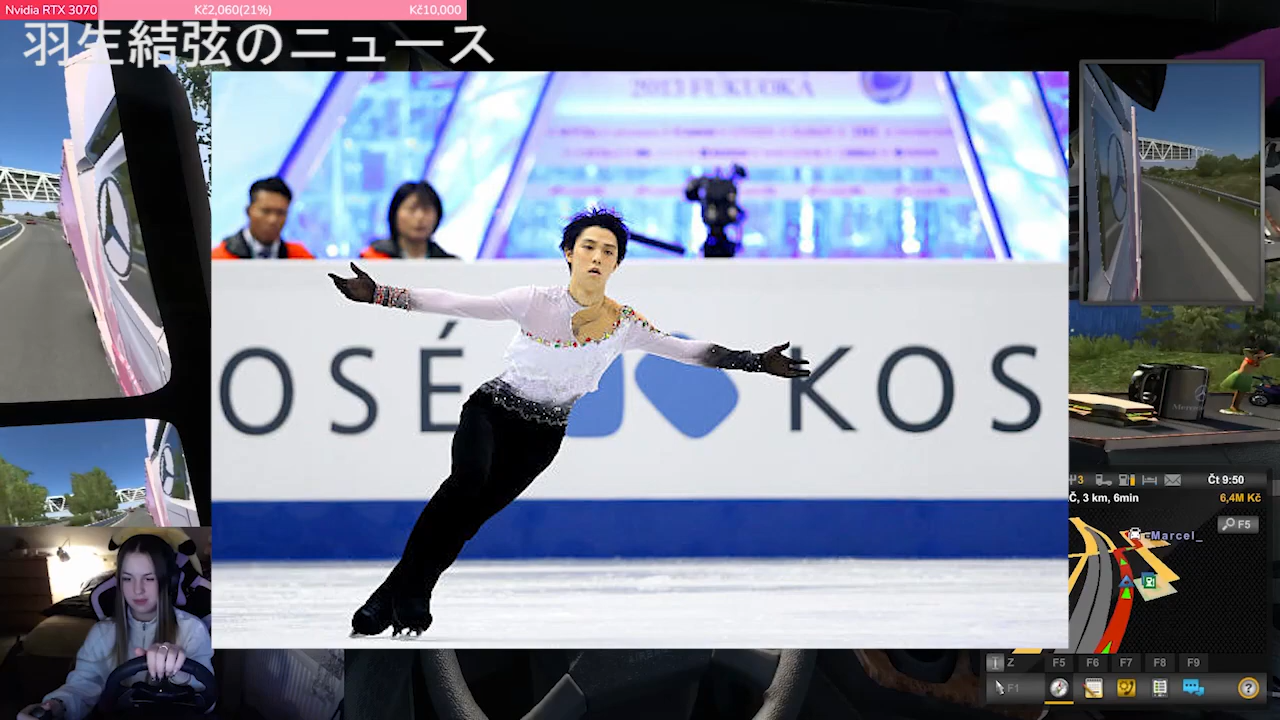 Nvidia RTX 3070 Kč2,060(21%) Kč10,000
羽生結弦のニュース
2013 FUKUOKA
OSÉ KOS
3 Čt 9:50
Č, 3 km, 6min 6,4M Kč
F5
-Marcel_
Z F5 F6 F7 F8 F9
F1